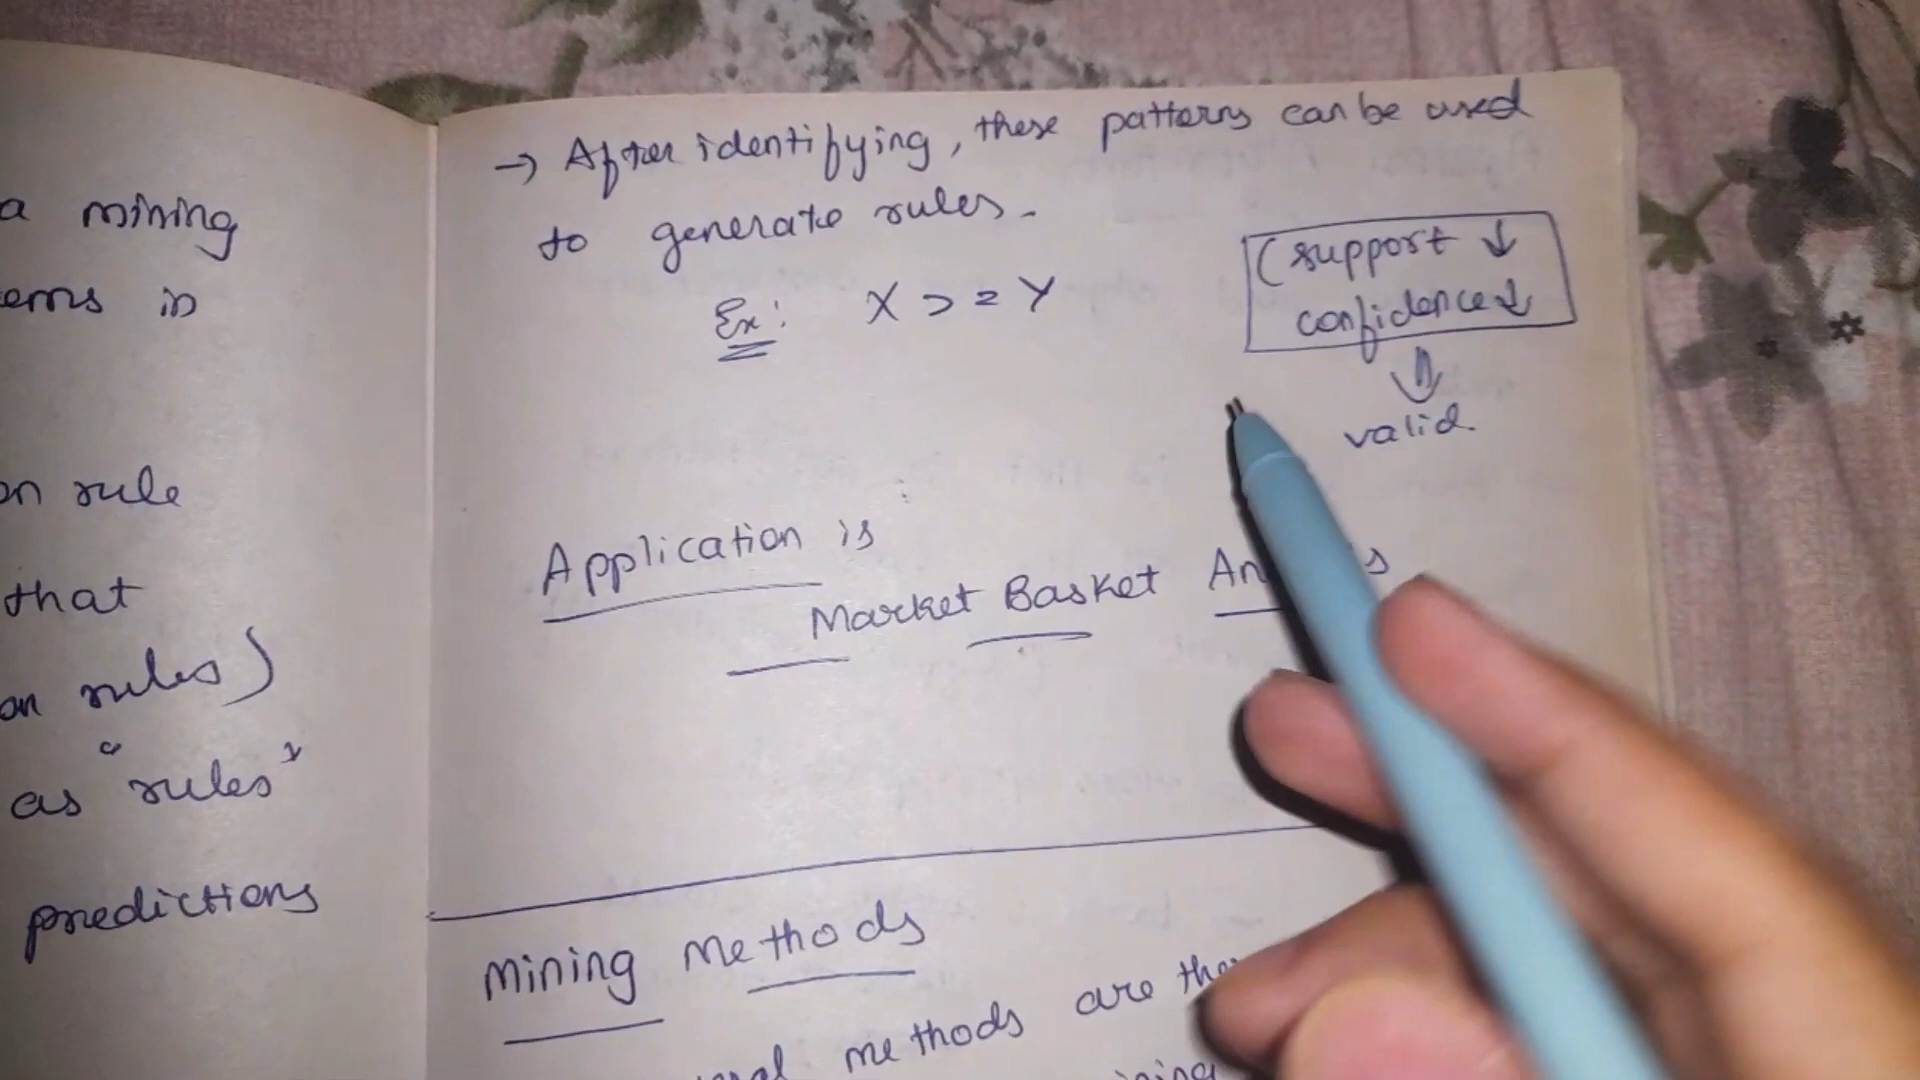 a mining
ems in
on rule
that
on rules)
as "rules"
predictions
→ After identifying, these patterns can be used
to generate rules.
Ex: X >= Y
(support ↓
confidence ↓
⇓
valid.
Application is
Market Basket
Mining Methods
methods are